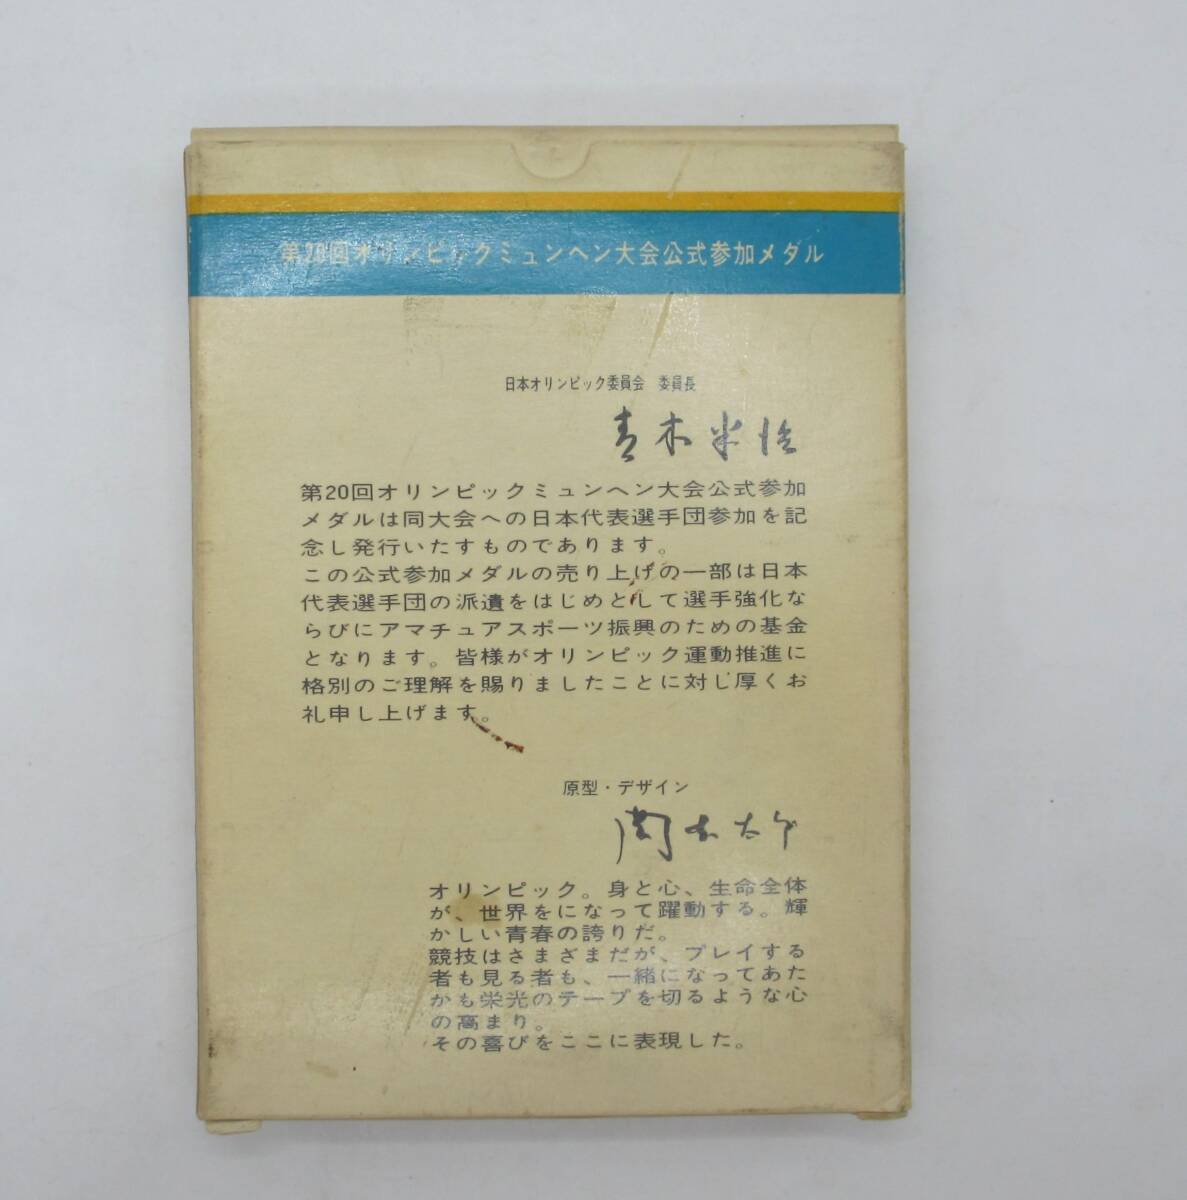 第20回オリンピックミュンヘン大会公式参加メダル
日本オリンピック委員会　委員長
青木半治
第20回オリンピックミュンヘン大会公式参加
メダルは同大会への日本代表選手団参加を記
念し発行いたすものであります。
この公式参加メダルの売り上げの一部は日本
代表選手団の派遣をはじめとして選手強化な
らびにアマチュアスポーツ振興のための基金
となります。皆様がオリンピック運動推進に
格別のご理解を賜りましたことに対し厚くお
礼申し上げます。
原型・デザイン
岡本太郎
オリンピック。身と心、生命全体
が、世界をになって躍動する。輝
かしい青春の誇りだ。
競技はさまざまだが、プレイする
者も見る者も、一緒になってあた
かも栄光のテープを切るような心
の高まり。
その喜びをここに表現した。